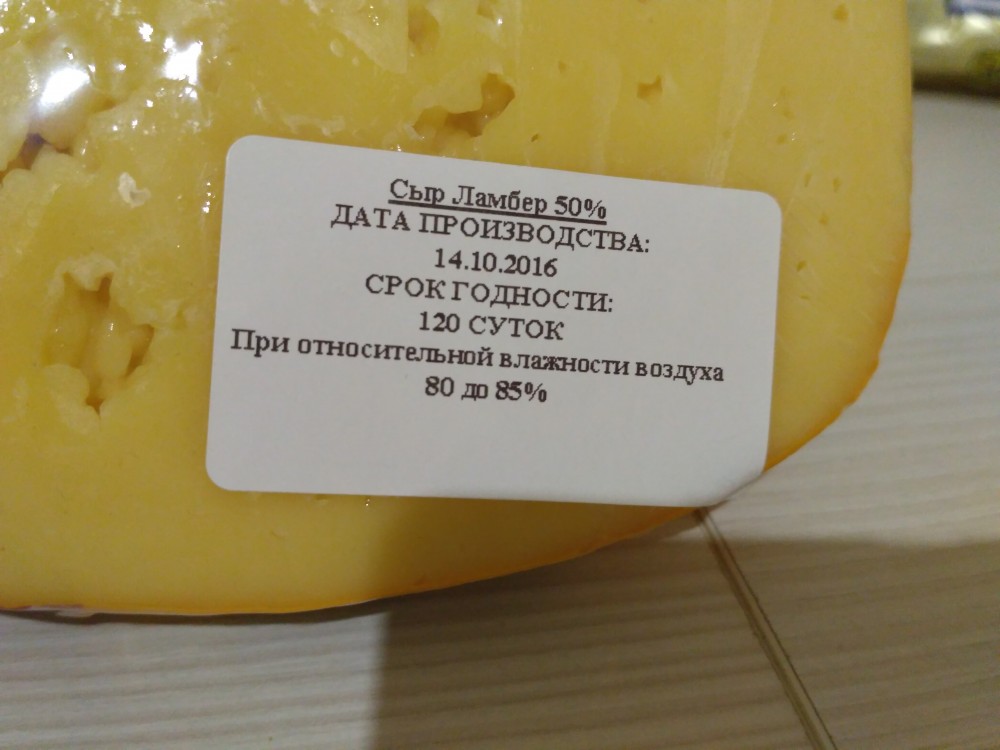 Сыр Ламбер 50%
ДАТА ПРОИЗВОДСТВА:
14.10.2016
СРОК ГОДНОСТИ:
120 СУТОК
При относительной влажности воздуха
80 до 85%